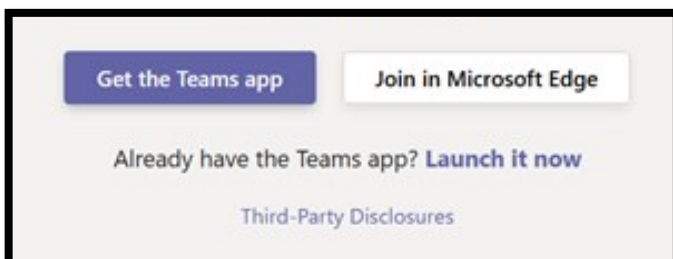 Get the Teams app Join in Microsoft Edge
Already have the Teams app? Launch it now
Third-Party Disclosures